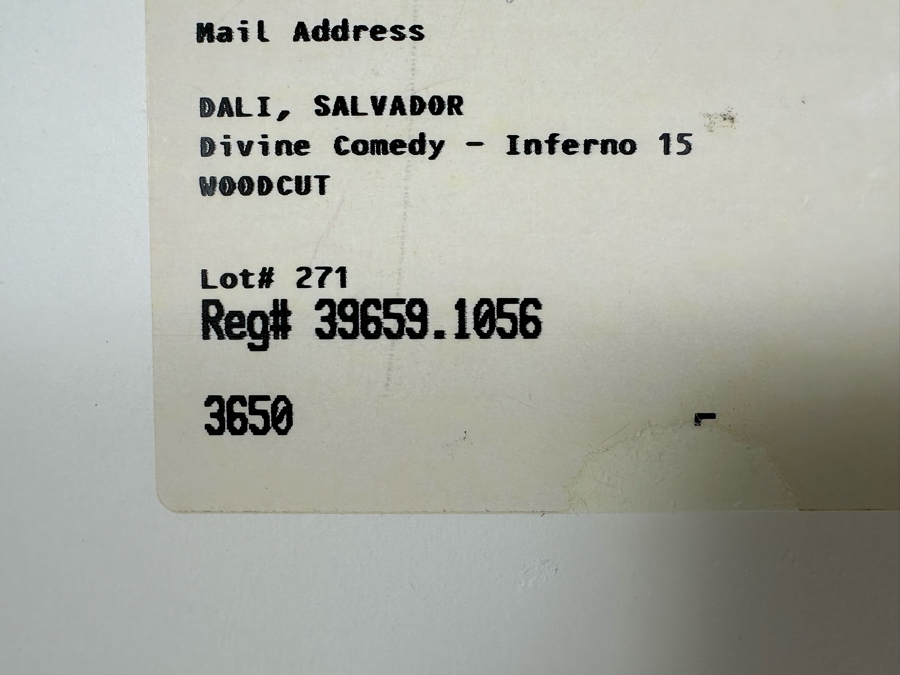 Mail Address
DALI, SALVADOR
Divine Comedy - Inferno 15
WOODCUT
Lot# 271
Reg# 39659.1056
3650